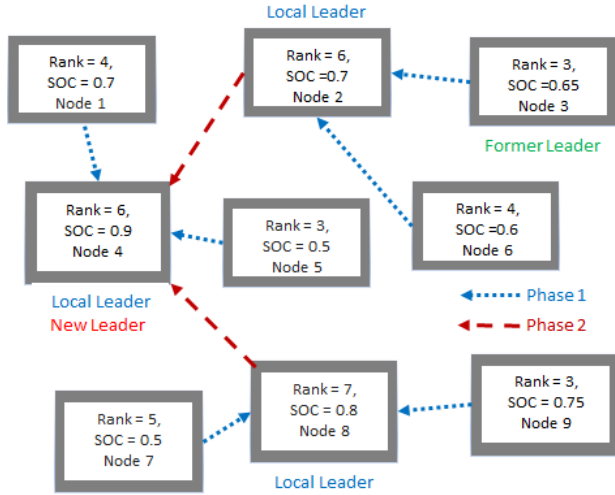 Local Leader
Rank = 4,
SOC = 0.7
Node 1
Rank = 6,
SOC =0.7
Node 2
Rank = 3,
SOC =0.65
Node 3
Former Leader
Rank = 6,
SOC = 0.9
Node 4
Local Leader
New Leader
Rank = 3,
SOC = 0.5
Node 5
Rank = 4,
SOC =0.6
Node 6
Phase 1
Phase 2
Rank = 5,
SOC = 0.5
Node 7
Rank = 7,
SOC = 0.8
Node 8
Local Leader
Rank = 3,
SOC = 0.75
Node 9